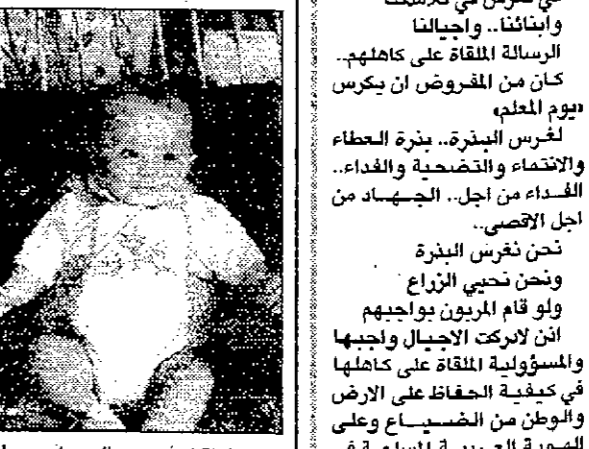 وابنائنا.. واجيالنا
الرسالة الملقاة على كاهلهم..
كان من المفروض ان يكرس
«يوم المعلم»
لغرس البذرة.. بذرة العطاء
والانتماء والتضحية والفداء..
الفداء من اجل.. الجهاد من
اجل الاقصى..
نحن نغرس البذرة
ونحن نحيي الزراع
ولو قام المربون بواجبهم
اذن لادركت الاجيال واجبها
والمسؤولية الملقاة على كاهلها
في كيفية الحفاظ على الارض
والوطن من الضياع وعلى